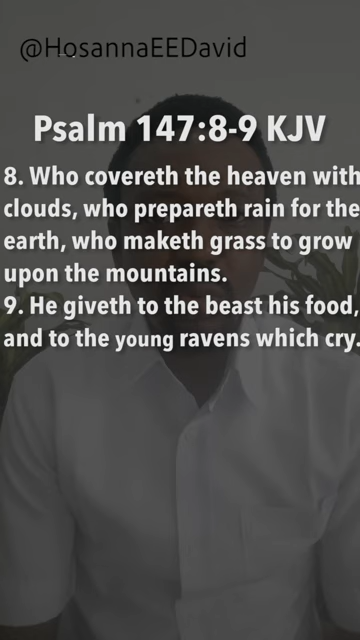 @HosannaEEDavid
Psalm 147:8-9 KJV
8. Who covereth the heaven with
clouds, who prepareth rain for the
earth, who maketh grass to grow
upon the mountains.
9. He giveth to the beast his food,
and to the young ravens which cry.